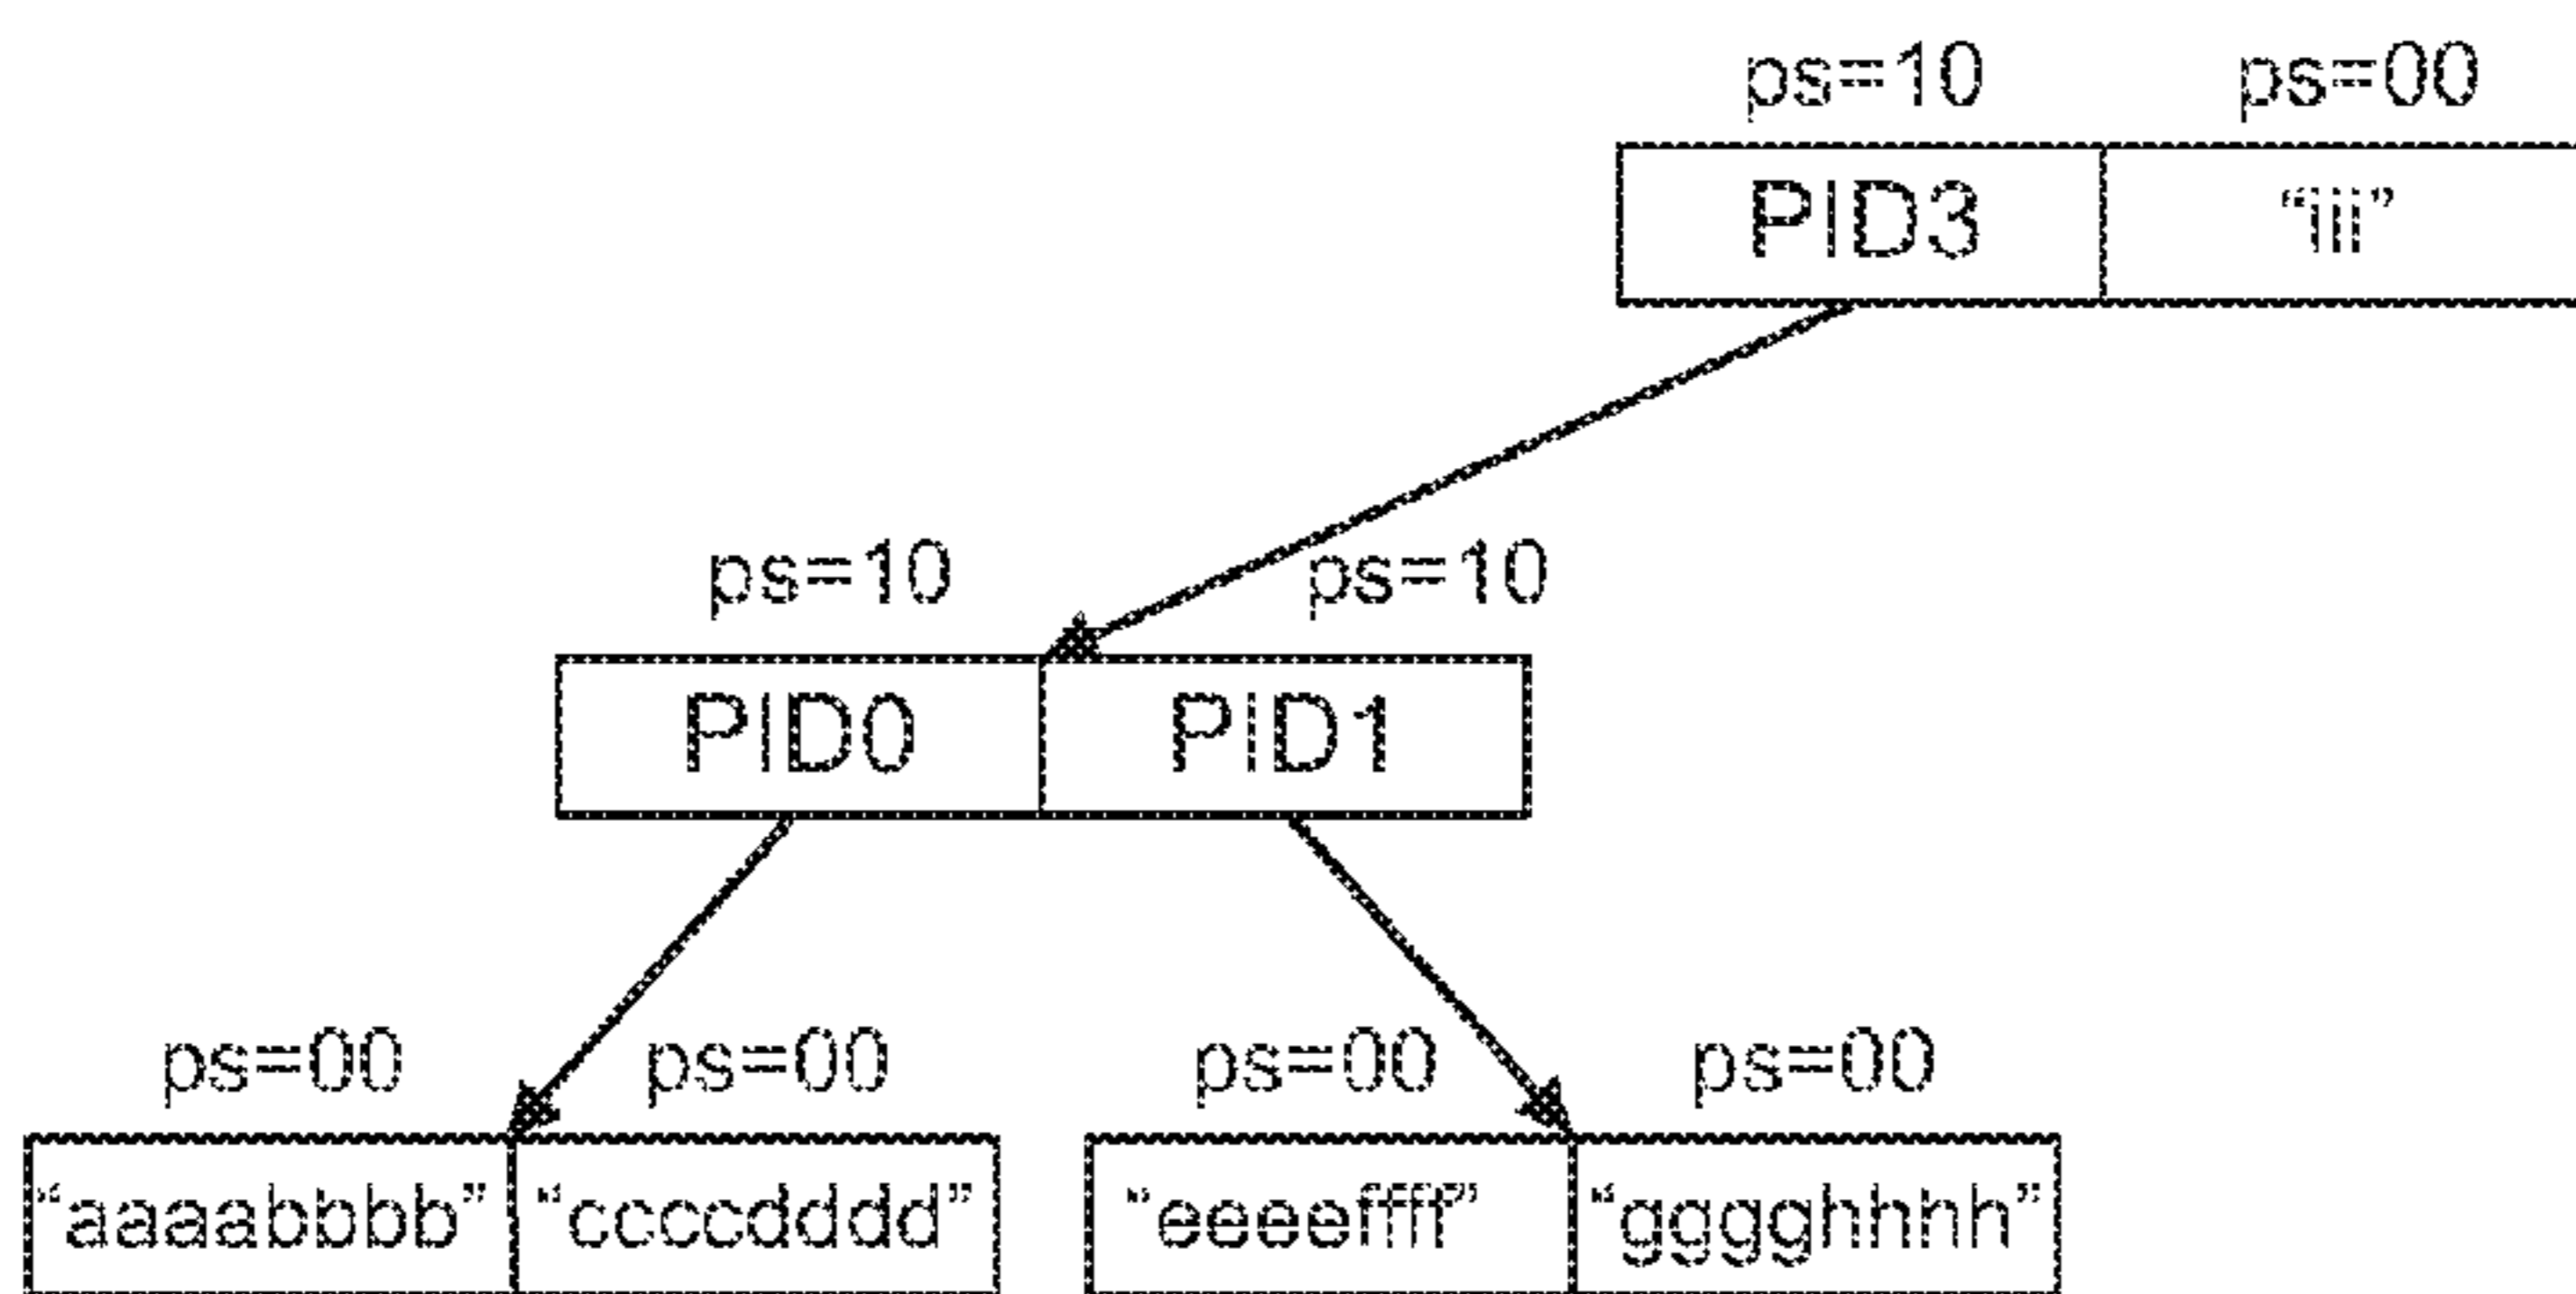 ps=10 ps=00
PID3 “iii”
ps=10 ps=10
PID0 PID1
ps=00 ps=00 ps=00 ps=00
“aaaabbbb” “ccccdddd” “eeeeffff” “gggghhhh”